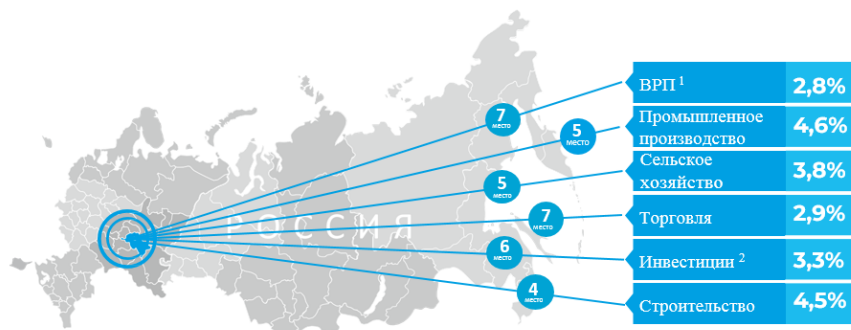 ВРП 1
2,8%
7
место
Промышленное
производство
4,6%
5
место
Сельское
хозяйство
3,8%
5
место
РОССИЯ
Торговля
2,9%
7
место
Инвестиции 2
3,3%
6
место
Строительство
4,5%
4
место